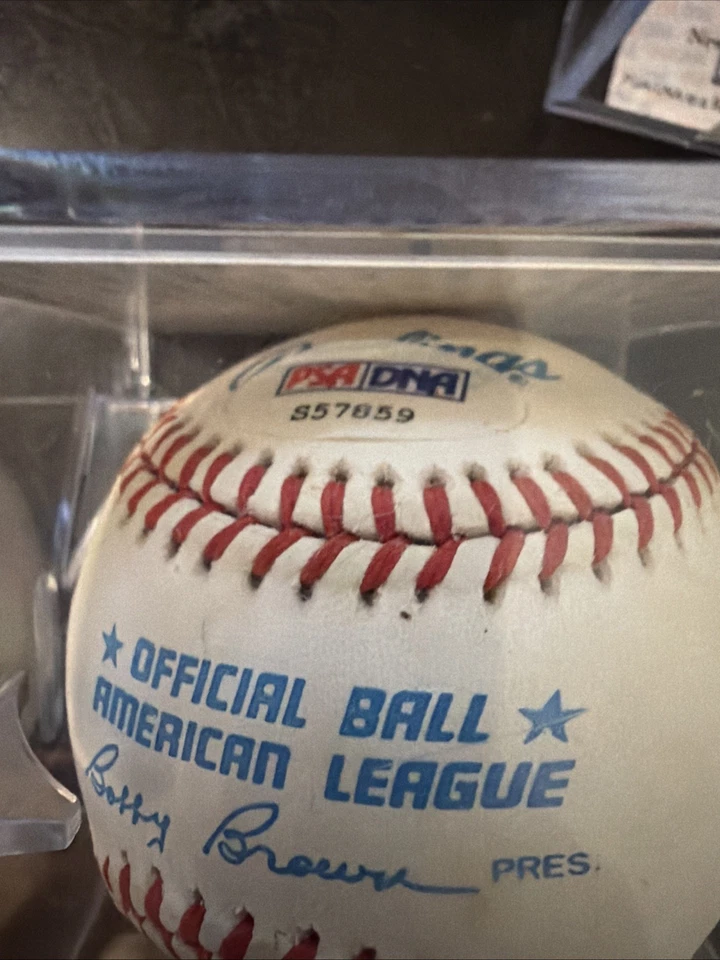 PSA DNA
S57859
★ OFFICIAL BALL ★
AMERICAN LEAGUE
Bobby Brown PRES.